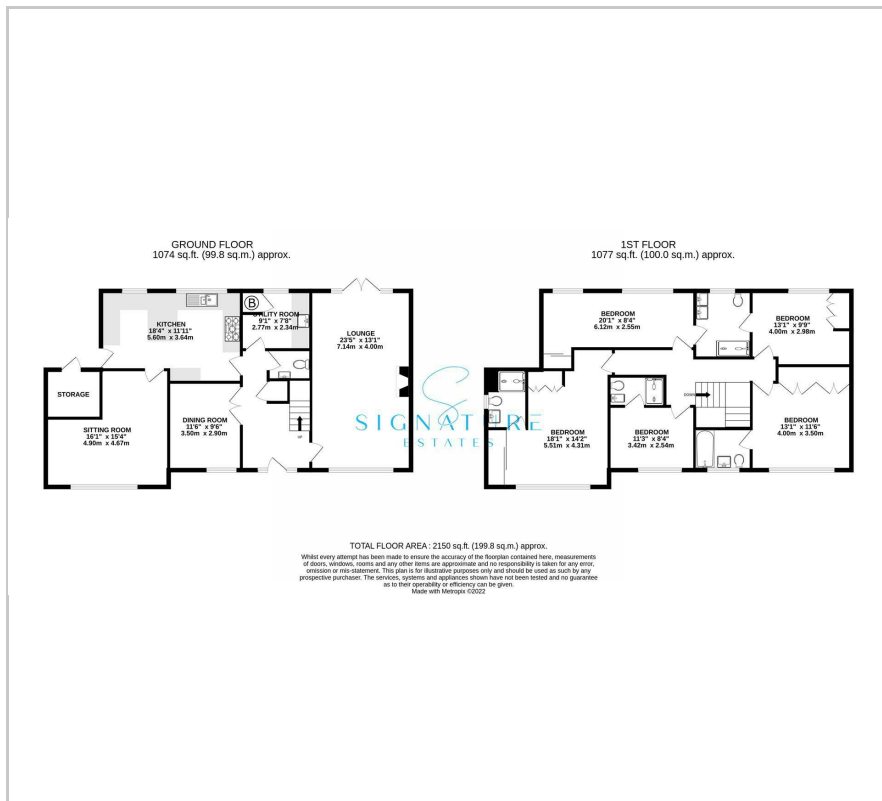 GROUND FLOOR
1074 sq.ft. (99.8 sq.m.) approx.
KITCHEN
18'4" x 11'11"
5.60m x 3.64m
B
UTILITY ROOM
9'1" x 7'8"
2.77m x 2.34m
LOUNGE
23'5" x 13'1"
7.14m x 4.00m
STORAGE
SITTING ROOM
16'1" x 15'4"
4.90m x 4.67m
DINING ROOM
11'6" x 9'6"
3.50m x 2.90m
UP
SIGNATURE
ESTATES
1ST FLOOR
1077 sq.ft. (100.0 sq.m.) approx.
BEDROOM
20'1" x 8'4"
6.12m x 2.55m
BEDROOM
13'1" x 9'9"
4.00m x 2.98m
DOWN
BEDROOM
18'1" x 14'2"
5.51m x 4.31m
BEDROOM
11'3" x 8'4"
3.42m x 2.54m
BEDROOM
13'1" x 11'6"
4.00m x 3.50m
TOTAL FLOOR AREA : 2150 sq.ft. (199.8 sq.m.) approx.
Whilst every attempt has been made to ensure the accuracy of the floorplan contained here, measurements
of doors, windows, rooms and any other items are approximate and no responsibility is taken for any error,
omission or mis-statement. This plan is for illustrative purposes only and should be used as such by any
prospective purchaser. The services, systems and appliances shown have not been tested and no guarantee
as to their operability or efficiency can be given.
Made with Metropix ©2022